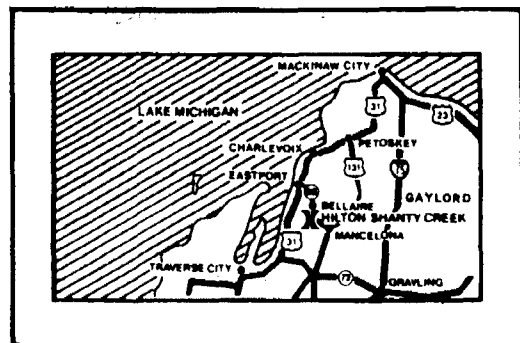 MACKINAW CITY
LAKE MICHIGAN
31
23
CHARLEVOIX
PETOSKEY
131
75
EASTPORT
GAYLORD
BELLAIRE
HILTON SHANTY CREEK
MANCELONA
31
TRAVERSE CITY
72
GRAYLING